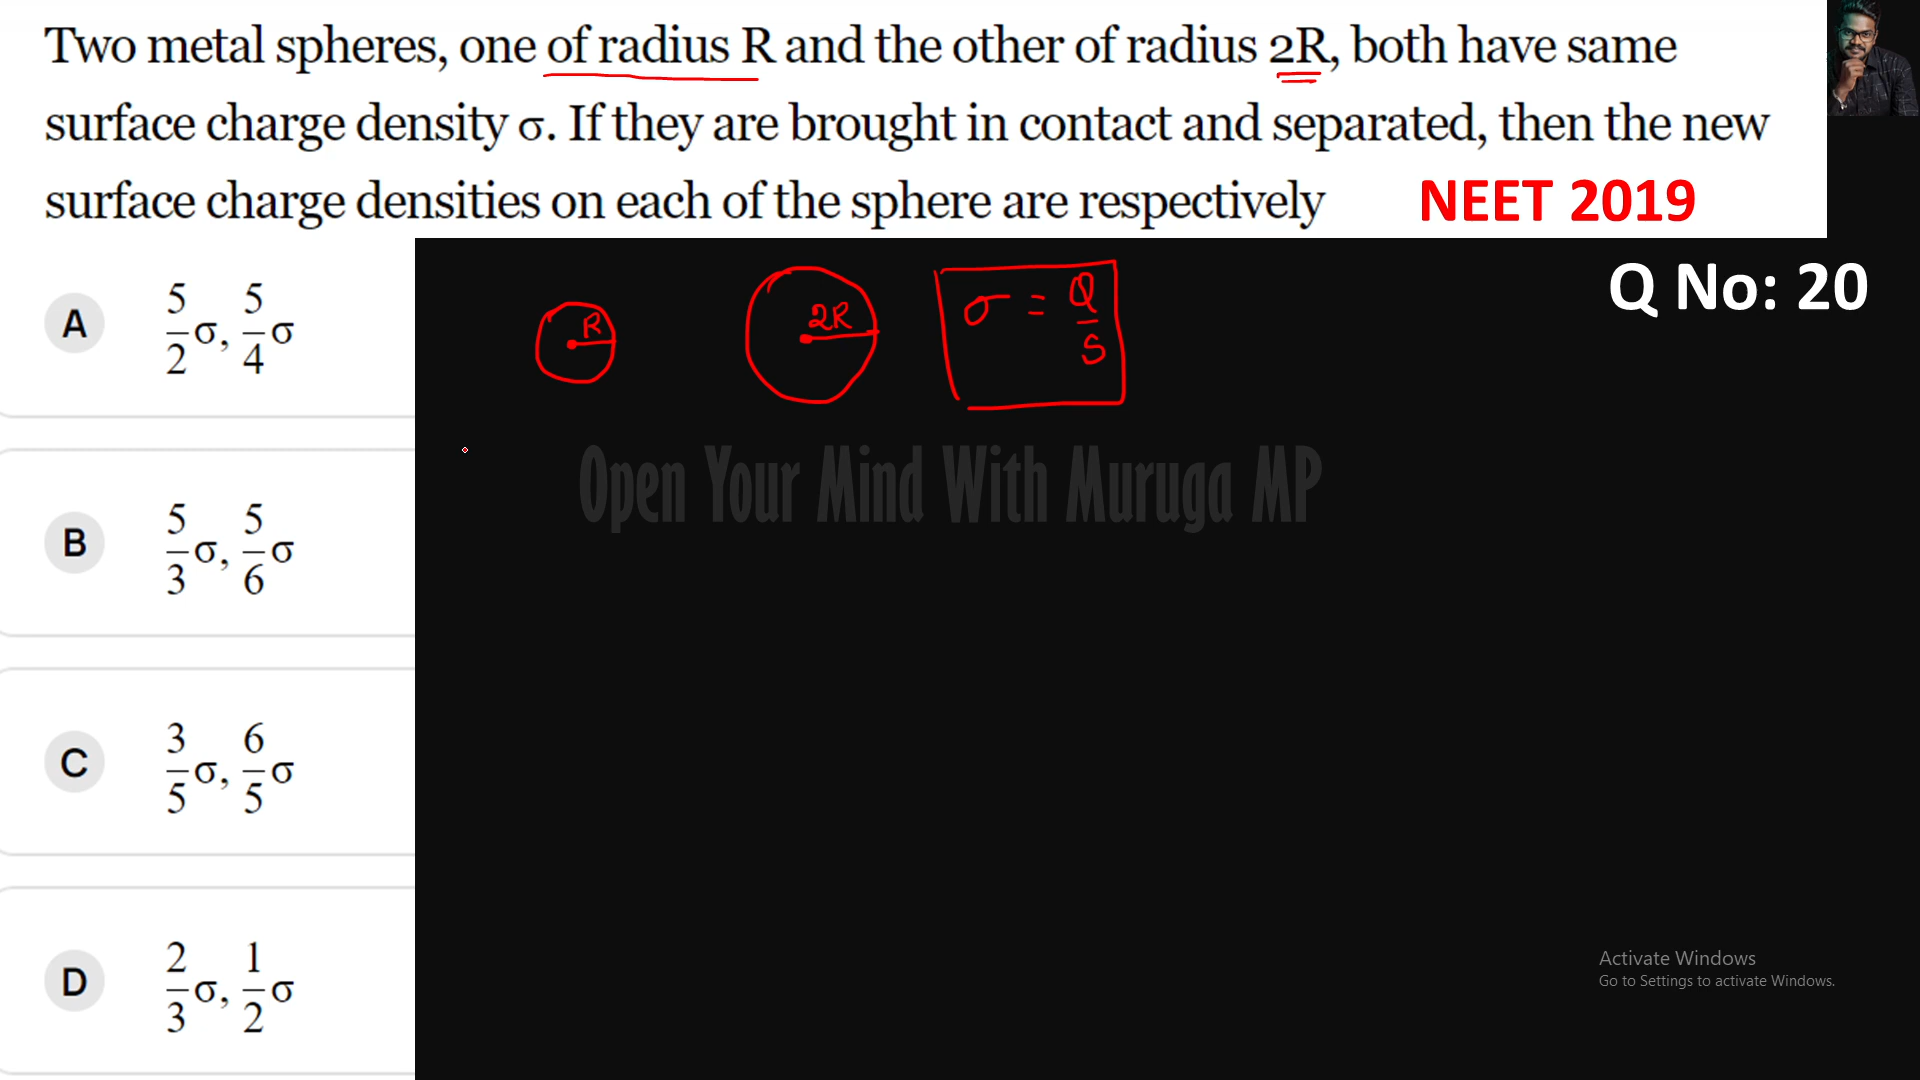 Two metal spheres, one of radius R and the other of radius 2R, both have same
surface charge density σ. If they are brought in contact and separated, then the new
surface charge densities on each of the sphere are respectively NEET 2019
Q No: 20
A 5/2 σ, 5/4 σ
B 5/3 σ, 5/6 σ
C 3/5 σ, 6/5 σ
D 2/3 σ, 1/2 σ
R
2R
σ = Q/S
Open Your Mind With Muruga MP
Activate Windows
Go to Settings to activate Windows.